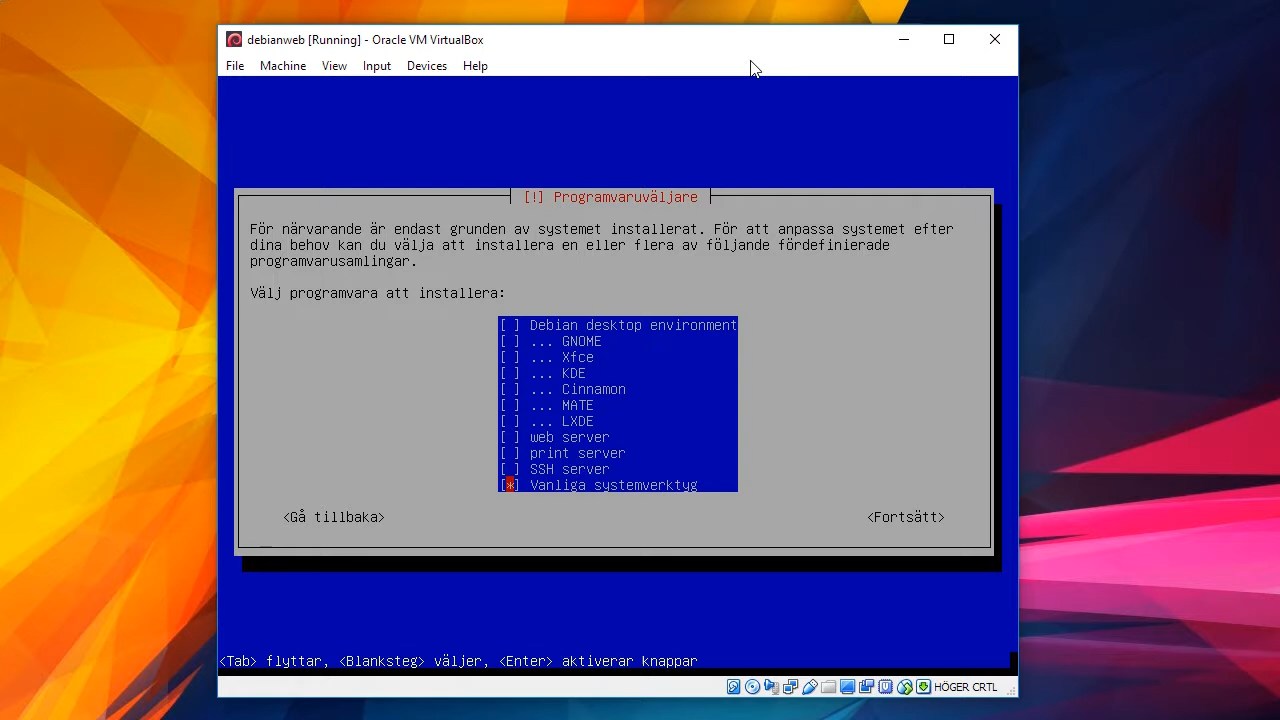 debianweb [Running] - Oracle VM VirtualBox
File Machine View Input Devices Help
[!] Programvaruväljare
För närvarande är endast grunden av systemet installerat. För att anpassa systemet efter
dina behov kan du välja att installera en eller flera av följande fördefinierade
programvarusamlingar.
Välj programvara att installera:
[ ] Debian desktop environment
[ ] ... GNOME
[ ] ... Xfce
[ ] ... KDE
[ ] ... Cinnamon
[ ] ... MATE
[ ] ... LXDE
[ ] web server
[ ] print server
[ ] SSH server
[*] Vanliga systemverktyg
<Gå tillbaka> <Fortsätt>
<Tab> flyttar, <Blanksteg> väljer, <Enter> aktiverar knappar
HÖGER CRTL